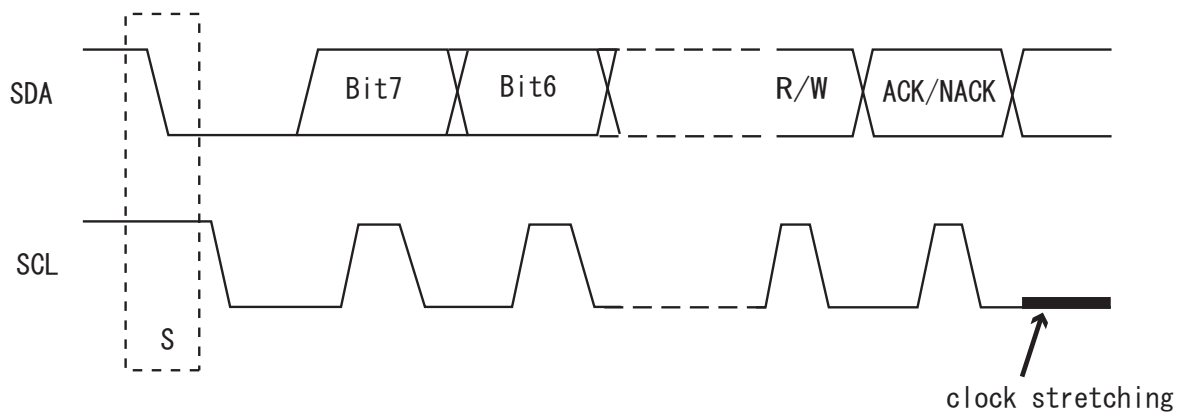 SDA
Bit7
Bit6
R/W
ACK/NACK
SCL
S
clock stretching